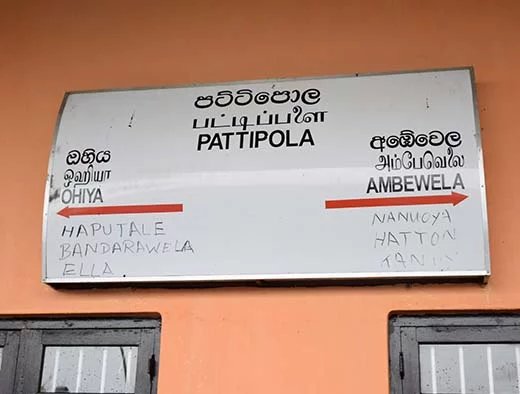 පට්ටිපොල
பட்டிப்பளை
PATTIPOLA
ඔහිය
ஒஹியா
OHIYA
HAPUTALE
BANDARAWELA
ELLA
අඹේවෙල
அம்பேவெலை
AMBEWELA
NANUOYA
HATTON